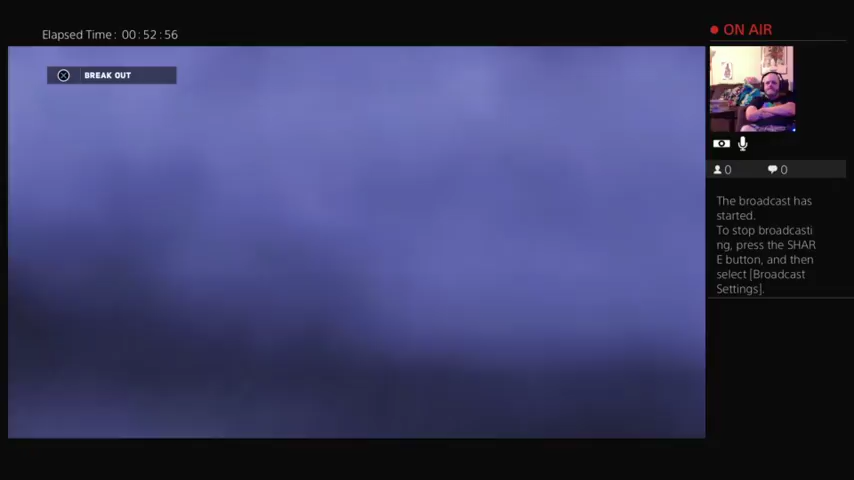 Elapsed Time : 00 : 52 : 56
ON AIR
BREAK OUT
0 0
The broadcast has
started.
To stop broadcasti
ng, press the SHAR
E button, and then
select [Broadcast
Settings].